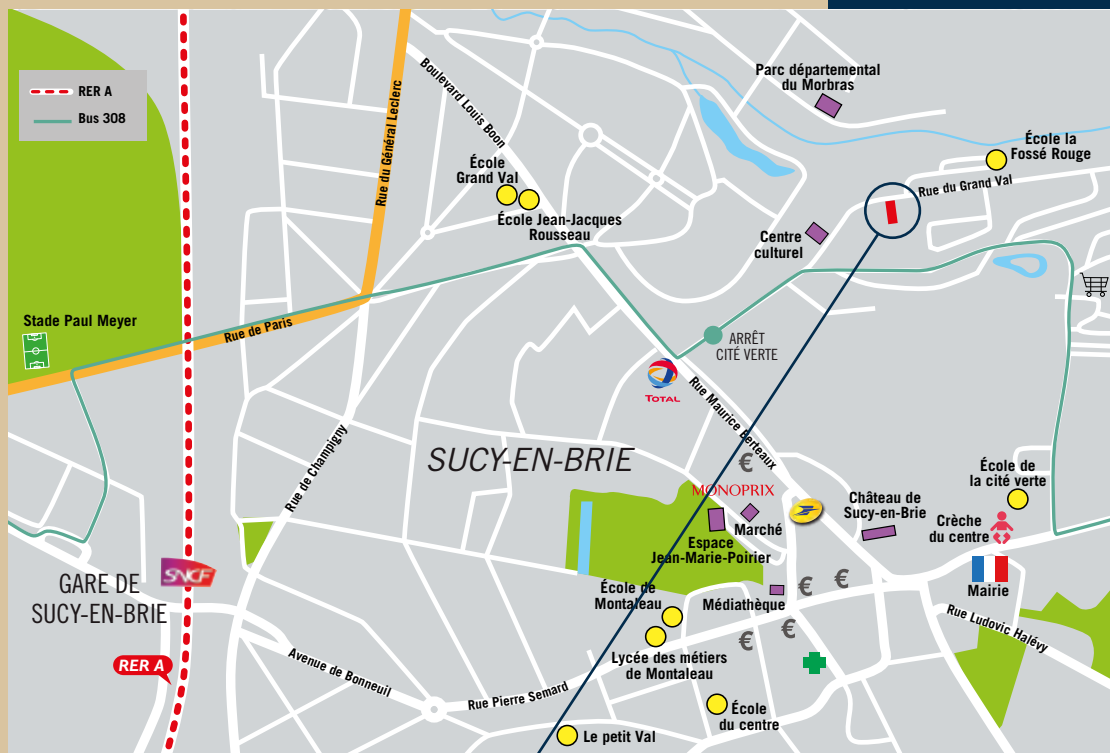 RER A
Bus 308
Boulevard Louis Boon
Rue du Général Leclerc
Parc départemental
du Morbras
École la
Fossé Rouge
École
Grand Val
Rue du Grand Val
École Jean-Jacques
Rousseau
Centre
culturel
Stade Paul Meyer
Rue de Paris
ARRÊT
CITÉ VERTE
TOTAL
Rue Maurice Berteaux
Rue de Champigny
SUCY-EN-BRIE
€
École de
la cité verte
MONOPRIX
Château de
Sucy-en-Brie
Marché
Crèche
du centre
Espace
Jean-Marie-Poirier
SNCF
GARE DE
SUCY-EN-BRIE
€
€
Mairie
École de
Montaleau
Médiathèque
Rue Ludovic Halévy
€
€
RER A
Avenue de Bonneuil
Lycée des métiers
de Montaleau
Rue Pierre Semard
École
du centre
Le petit Val